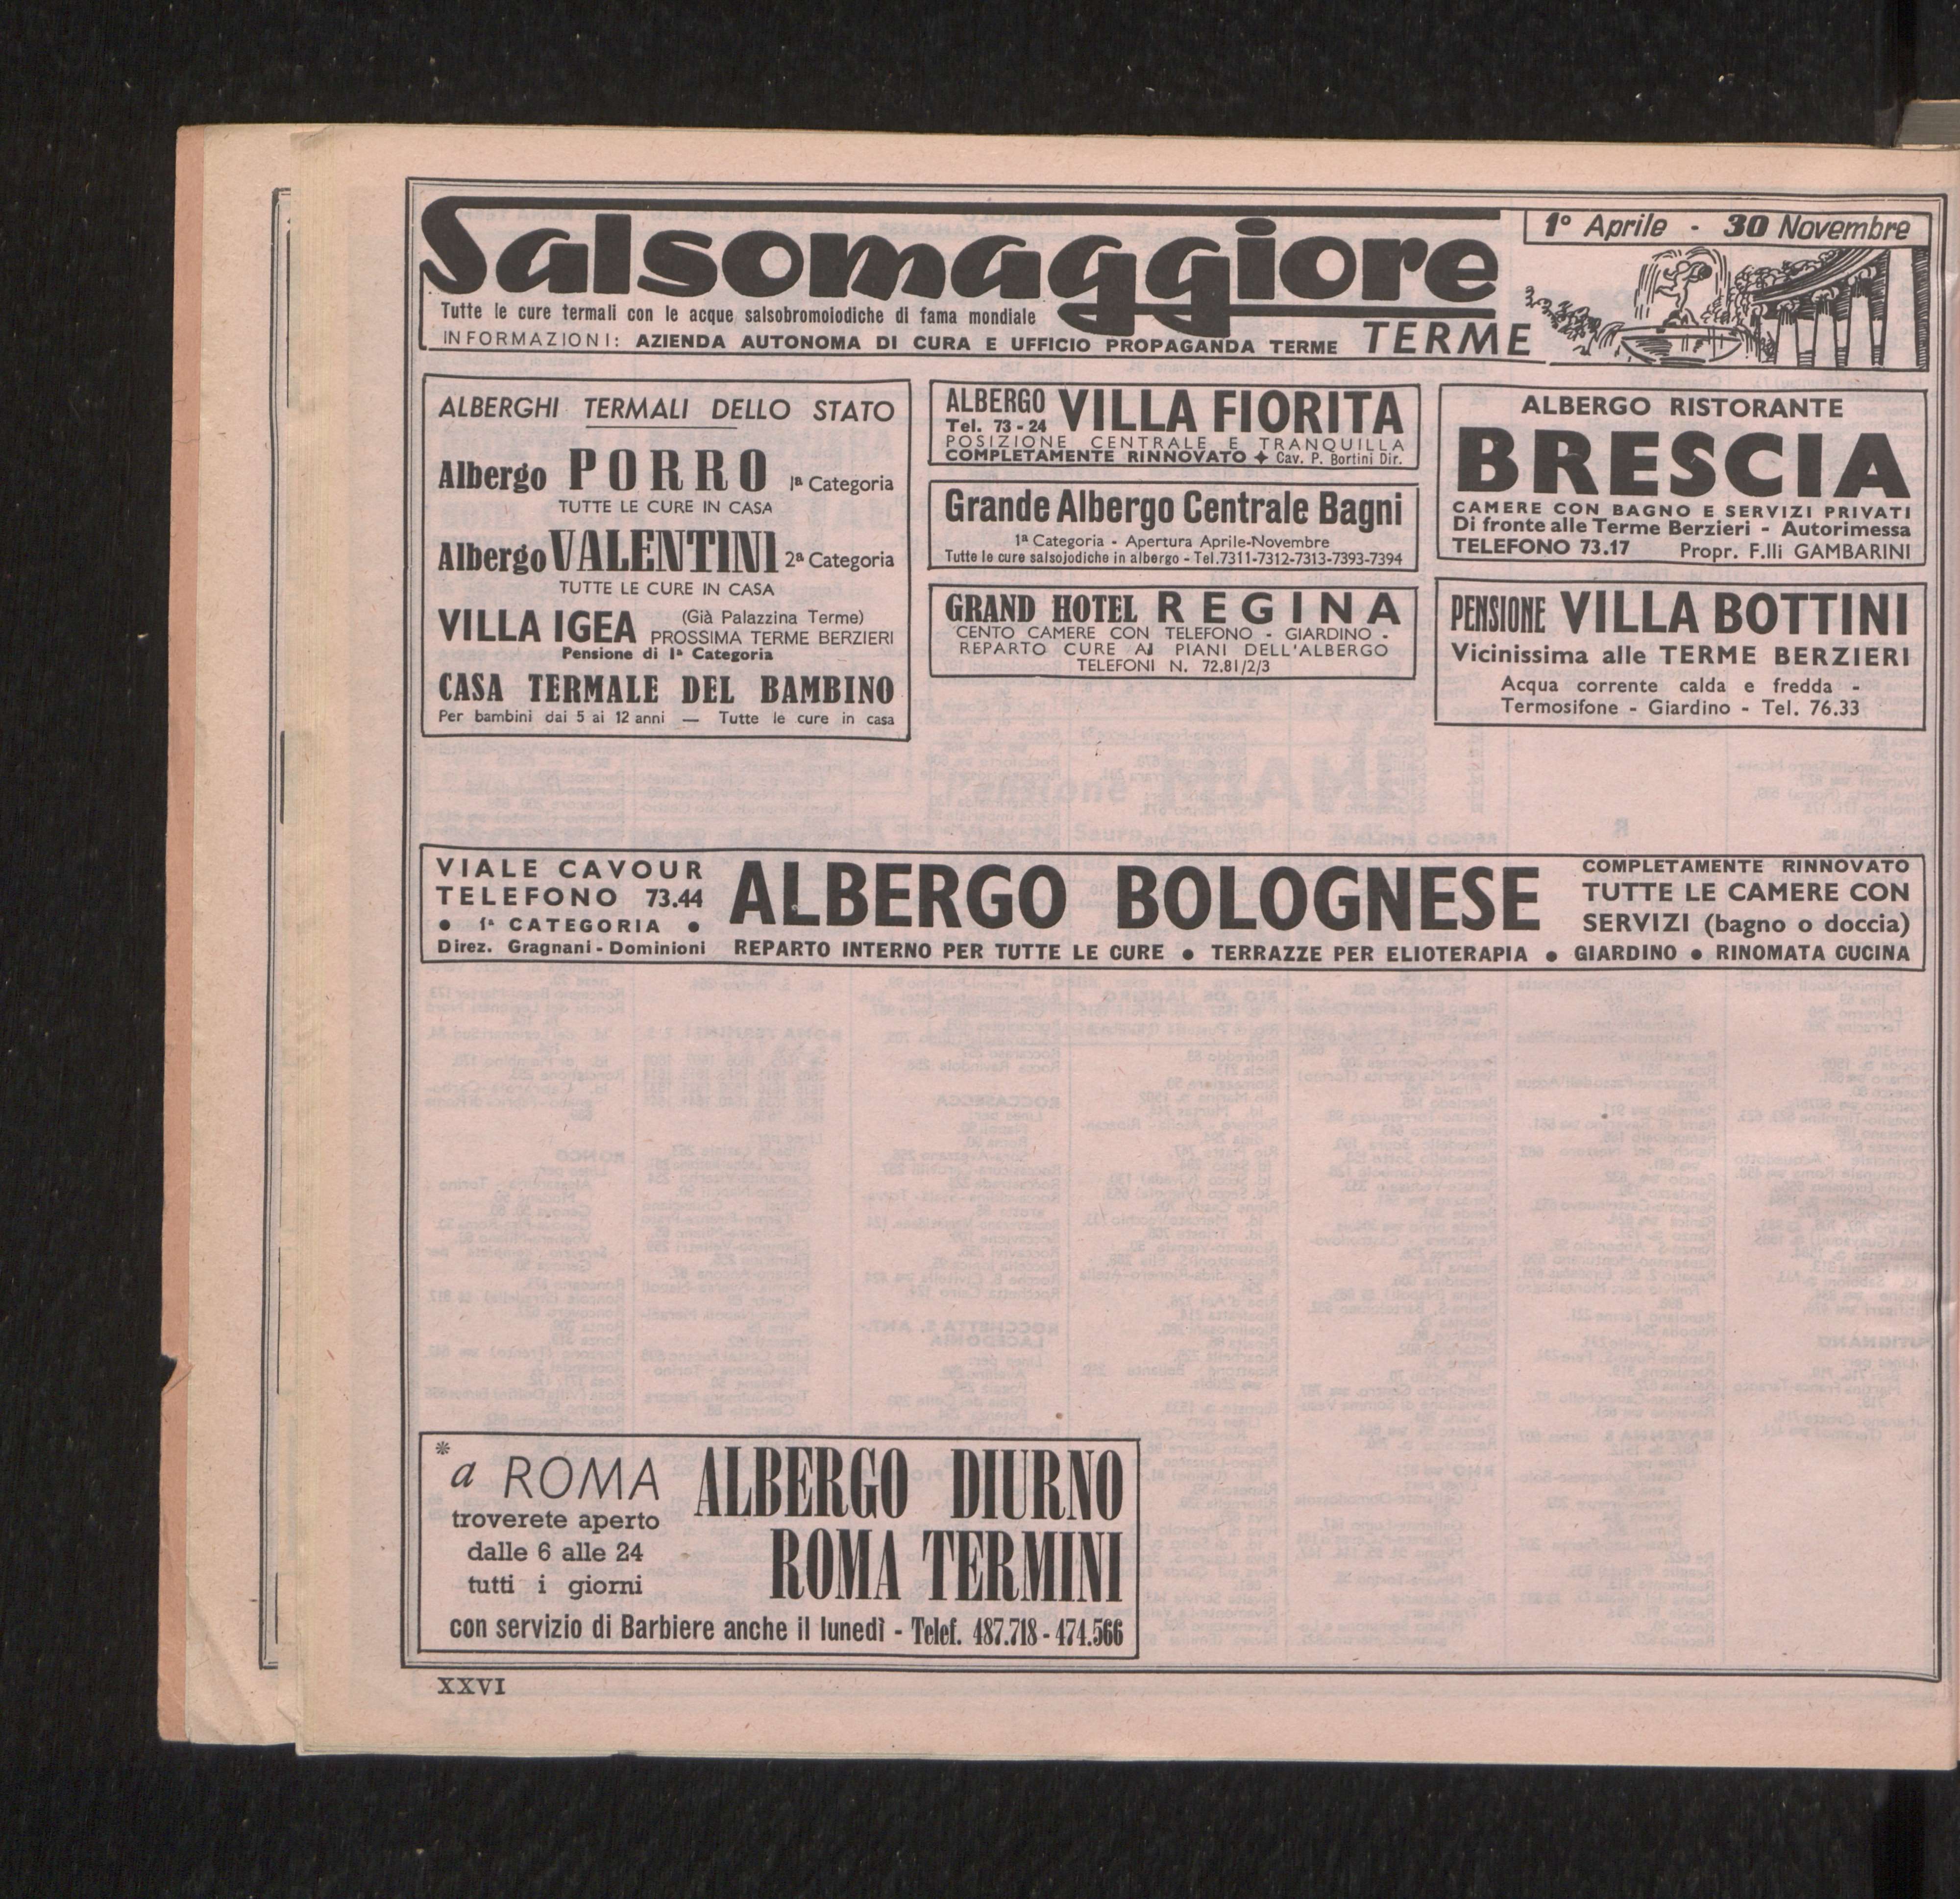 Salsomaggiore
TERME
1º Aprile - 30 Novembre
Tutte le cure termali con le acque salsobromoiodiche di fama mondiale
INFORMAZIONI: AZIENDA AUTONOMA DI CURA E UFFICIO PROPAGANDA TERME
ALBERGHI TERMALI DELLO STATO
Albergo PORRO 1ª Categoria
TUTTE LE CURE IN CASA
Albergo VALENTINI 2ª Categoria
TUTTE LE CURE IN CASA
VILLA IGEA (Già Palazzina Terme)
PROSSIMA TERME BERZIERI
Pensione di 1ª Categoria
CASA TERMALE DEL BAMBINO
Per bambini dai 5 ai 12 anni — Tutte le cure in casa
ALBERGO VILLA FIORITA
Tel. 73-24
POSIZIONE CENTRALE E TRANQUILLA
COMPLETAMENTE RINNOVATO ✦ Cav. P. Bortini Dir.
Grande Albergo Centrale Bagni
1ª Categoria - Apertura Aprile-Novembre
Tutte le cure salsojodiche in albergo - Tel.7311-7312-7313-7393-7394
GRAND HOTEL REGINA
CENTO CAMERE CON TELEFONO - GIARDINO -
REPARTO CURE AI PIANI DELL'ALBERGO
TELEFONI N. 72.81/2/3
ALBERGO RISTORANTE
BRESCIA
CAMERE CON BAGNO E SERVIZI PRIVATI
Di fronte alle Terme Berzieri - Autorimessa
TELEFONO 73.17 Propr. F.lli GAMBARINI
PENSIONE VILLA BOTTINI
Vicinissima alle TERME BERZIERI
Acqua corrente calda e fredda -
Termosifone - Giardino - Tel. 76.33
VIALE CAVOUR
TELEFONO 73.44
• 1ª CATEGORIA •
Direz. Gragnani-Dominioni
ALBERGO BOLOGNESE
COMPLETAMENTE RINNOVATO
TUTTE LE CAMERE CON
SERVIZI (bagno o doccia)
REPARTO INTERNO PER TUTTE LE CURE • TERRAZZE PER ELIOTERAPIA • GIARDINO • RINOMATA CUCINA
* a ROMA
troverete aperto
dalle 6 alle 24
tutti i giorni
ALBERGO DIURNO
ROMA TERMINI
con servizio di Barbiere anche il lunedì - Telef. 487.718 - 474.566
XXVI